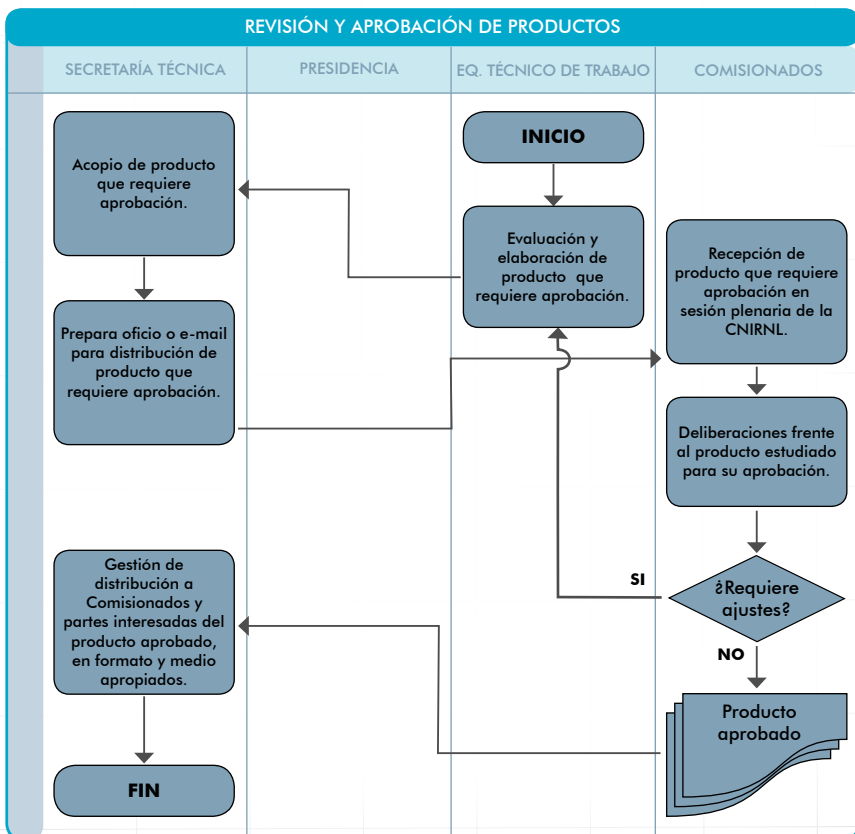 REVISIÓN Y APROBACIÓN DE PRODUCTOS
SECRETARÍA TÉCNICA
PRESIDENCIA
EQ. TÉCNICO DE TRABAJO
COMISIONADOS
INICIO
Evaluación y
elaboración de
producto que
requiere aprobación.
Acopio de producto
que requiere
aprobación.
Prepara oficio o e-mail
para distribución de
producto que
requiere aprobación.
Recepción de
producto que requiere
aprobación en
sesión plenaria de la
CNIRNL.
Deliberaciones frente
al producto estudiado
para su aprobación.
¿Requiere
ajustes?
SI
NO
Producto
aprobado
Gestión de
distribución a
Comisionados y
partes interesadas del
producto aprobado,
en formato y medio
apropiados.
FIN